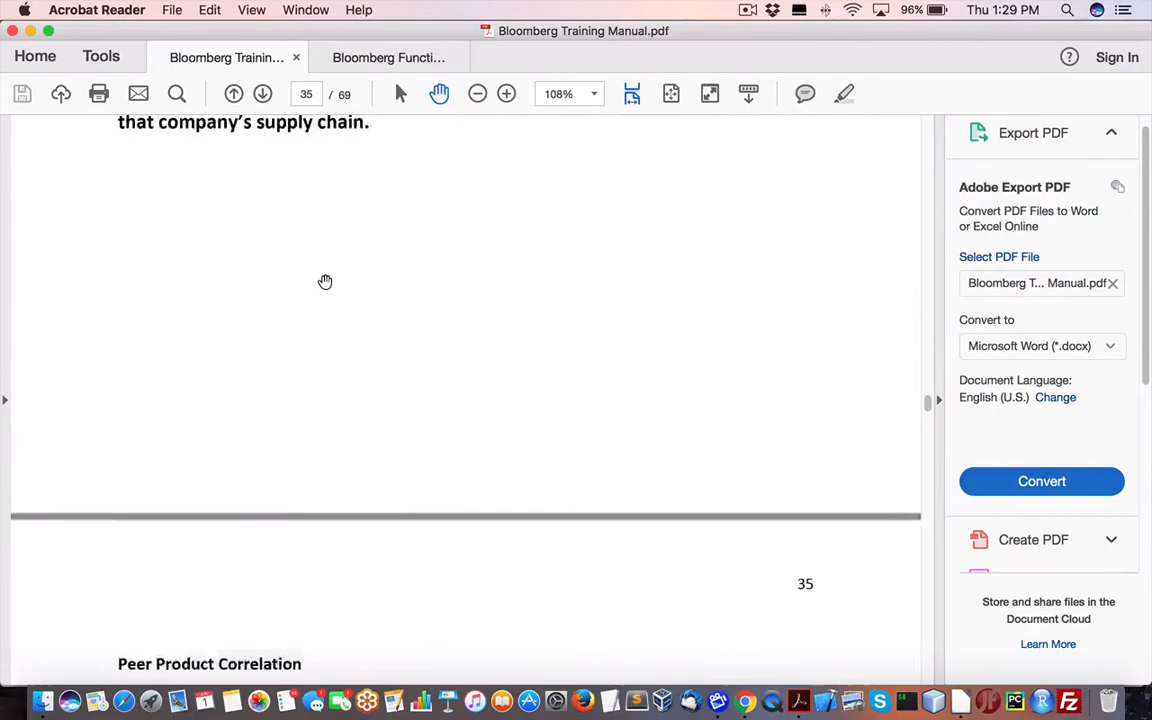 Acrobat Reader File Edit View Window Help 96% Thu 1:29 PM
Bloomberg Training Manual.pdf
Home Tools Bloomberg Trainin... × Bloomberg Functi... Sign In
35 / 69 108%
that company's supply chain.
35
Peer Product Correlation
Export PDF
Adobe Export PDF
Convert PDF Files to Word
or Excel Online
Select PDF File
Bloomberg T... Manual.pdf
Convert to
Microsoft Word (*.docx)
Document Language:
English (U.S.) Change
Convert
Create PDF
Store and share files in the
Document Cloud
Learn More